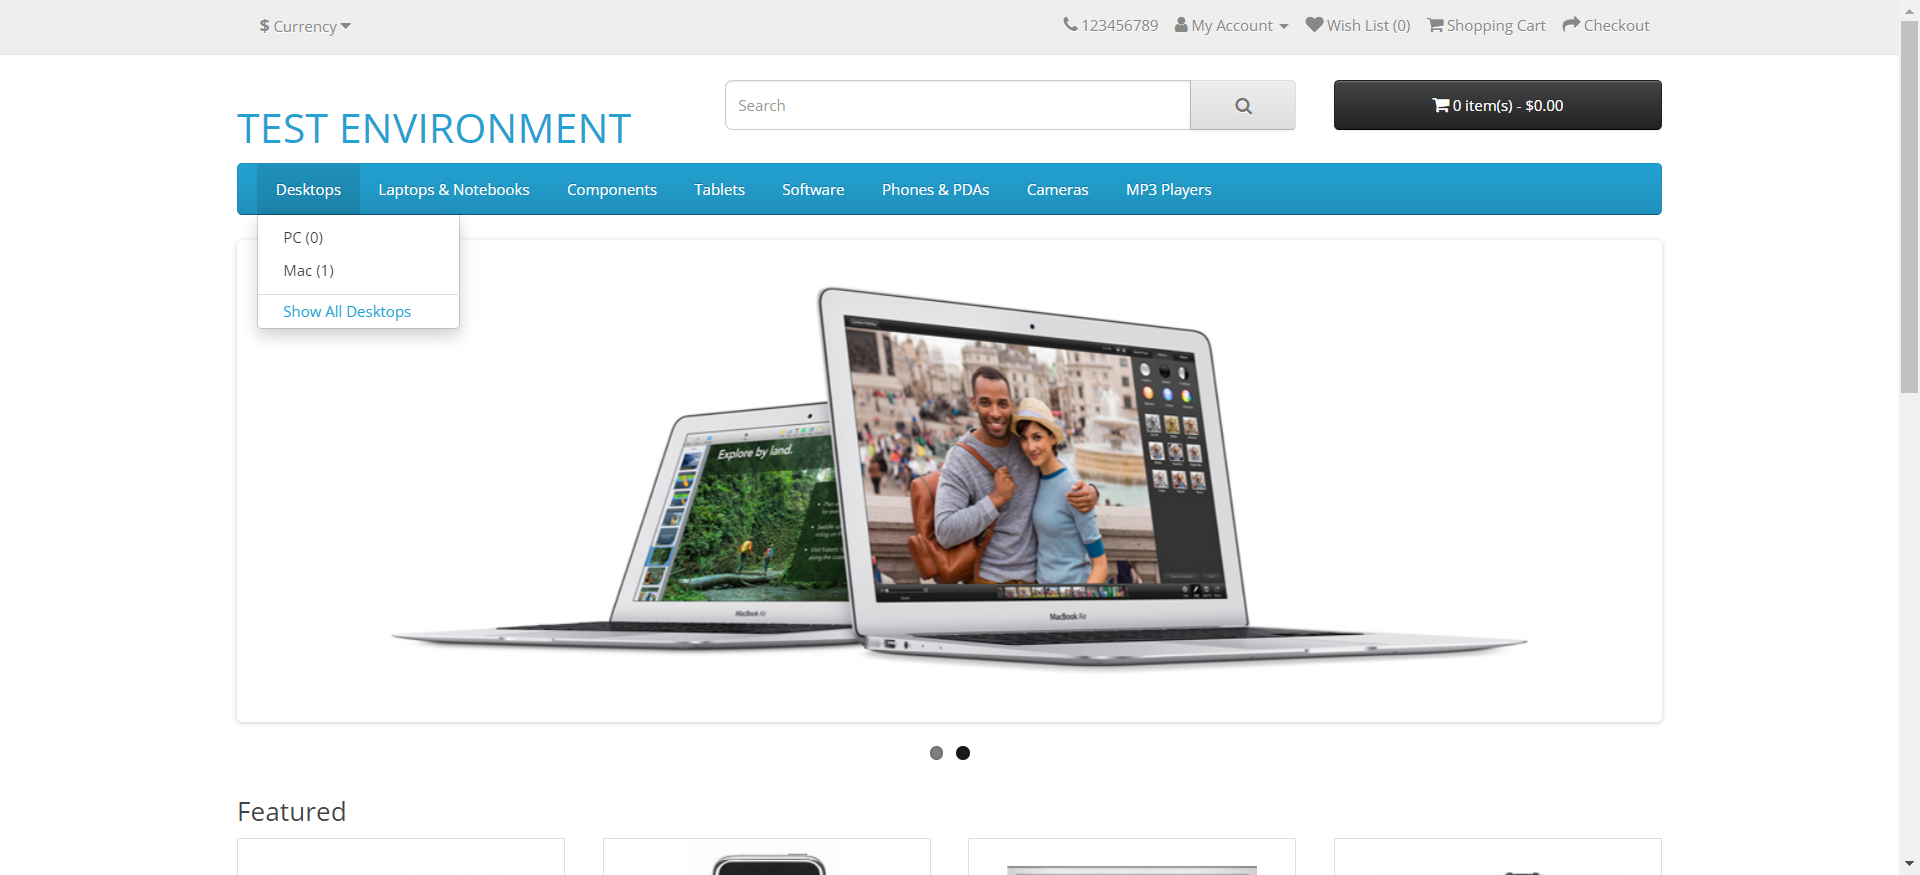 $ Currency
123456789 My Account Wish List (0) Shopping Cart Checkout
Search
0 item(s) - $0.00
TEST ENVIRONMENT
Desktops Laptops & Notebooks Components Tablets Software Phones & PDAs Cameras MP3 Players
PC (0)
Mac (1)
Show All Desktops
Explore by land.
MacBook Air
MacBook Air
Featured